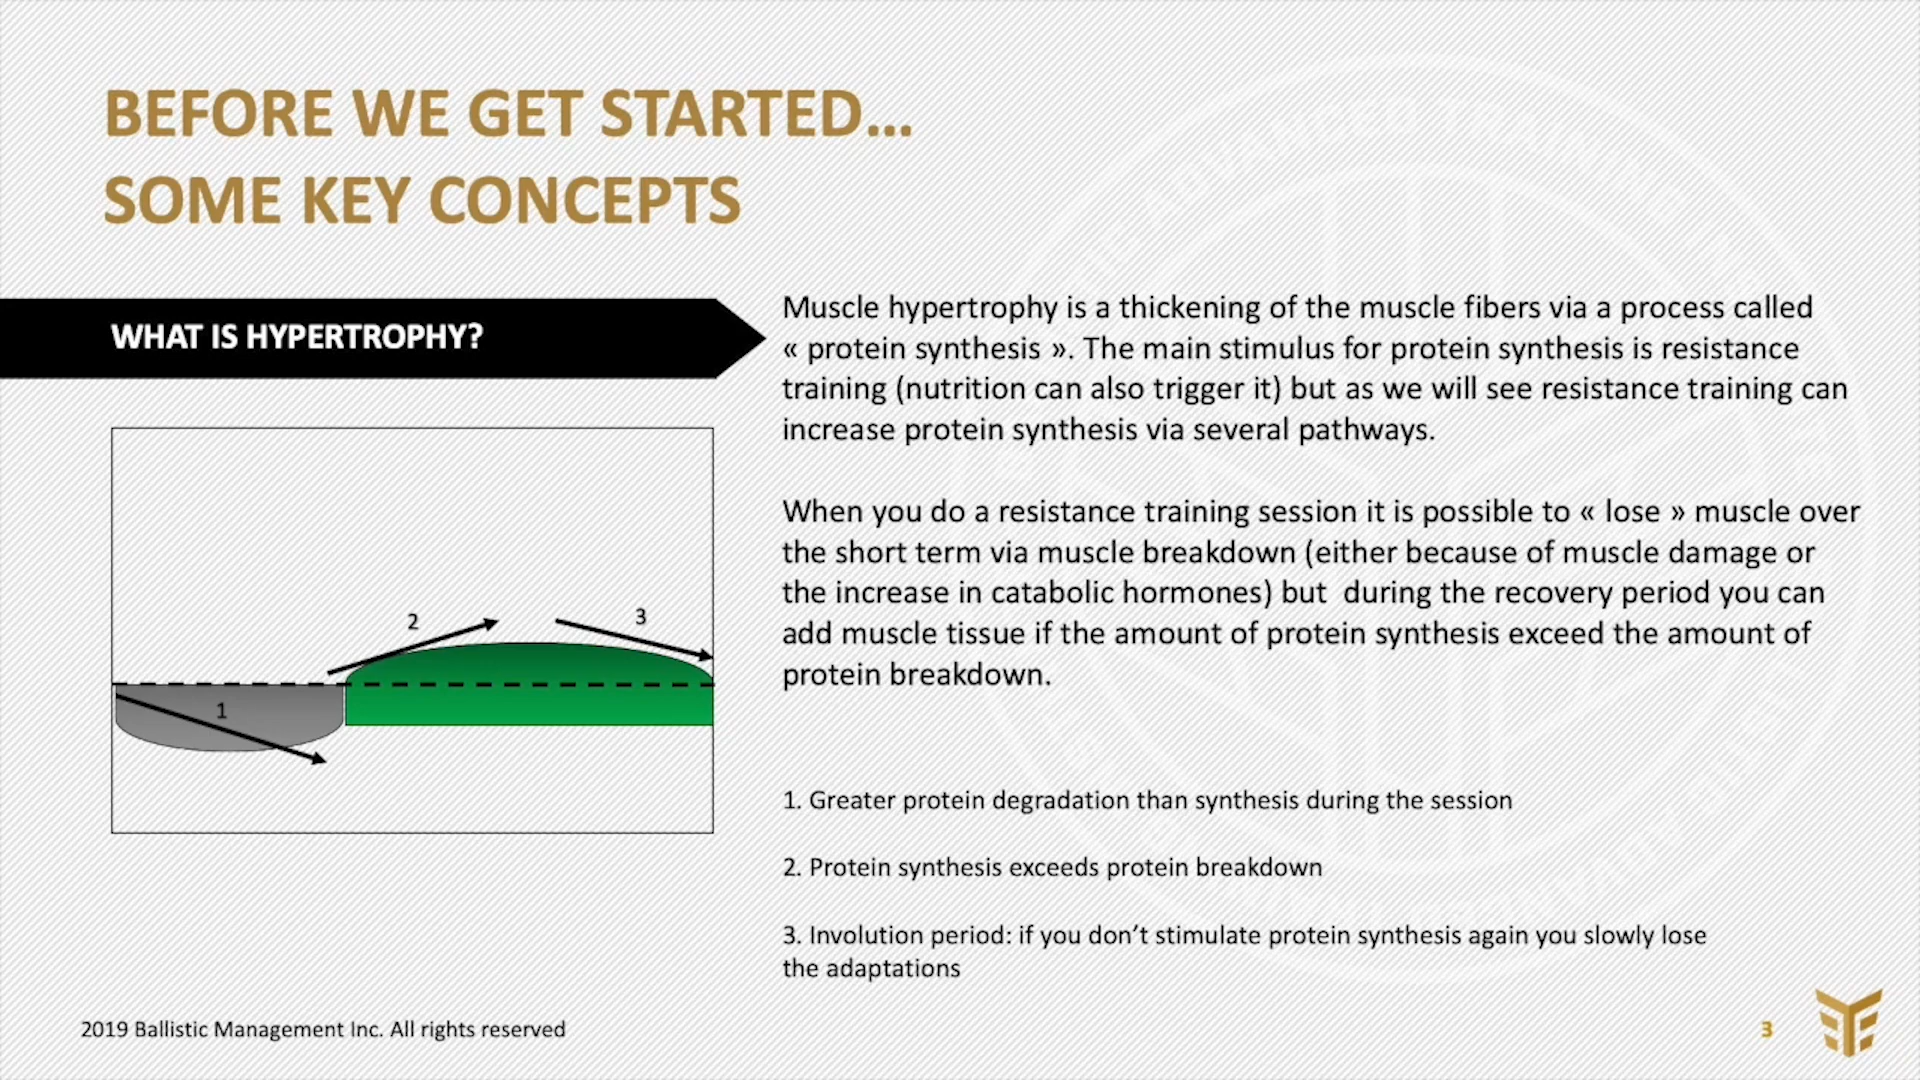 BEFORE WE GET STARTED...
SOME KEY CONCEPTS
WHAT IS HYPERTROPHY?
Muscle hypertrophy is a thickening of the muscle fibers via a process called
« protein synthesis ». The main stimulus for protein synthesis is resistance
training (nutrition can also trigger it) but as we will see resistance training can
increase protein synthesis via several pathways.
When you do a resistance training session it is possible to « lose » muscle over
the short term via muscle breakdown (either because of muscle damage or
the increase in catabolic hormones) but  during the recovery period you can
add muscle tissue if the amount of protein synthesis exceed the amount of
protein breakdown.
2
3
1
1. Greater protein degradation than synthesis during the session
2. Protein synthesis exceeds protein breakdown
3. Involution period: if you don’t stimulate protein synthesis again you slowly lose
the adaptations
2019 Ballistic Management Inc. All rights reserved
3